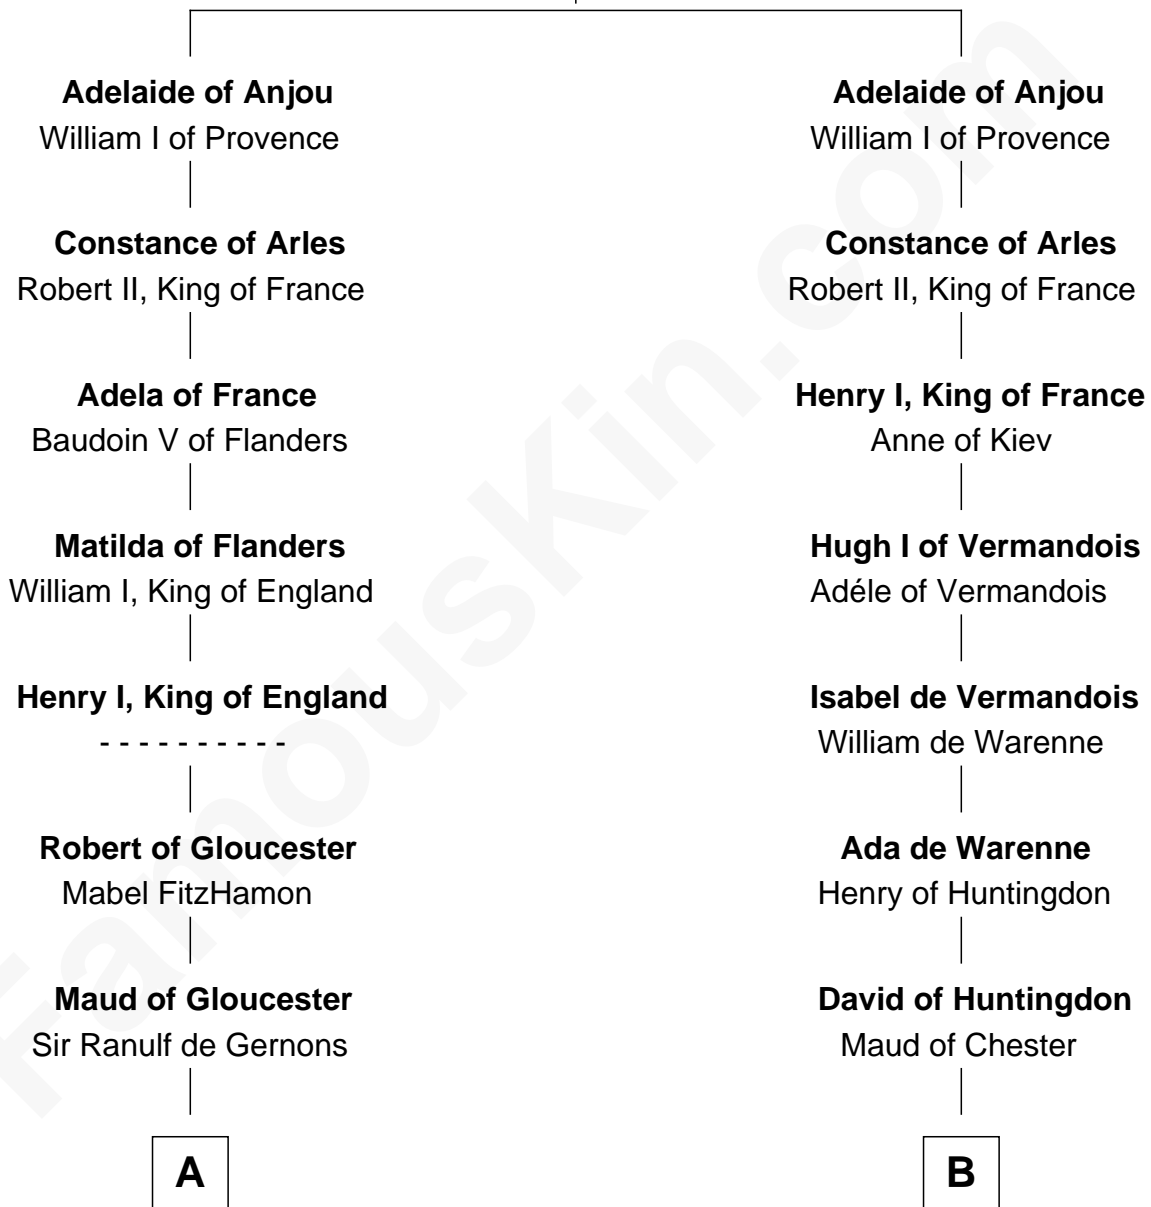 Adelaide of Anjou
William I of Provence
Constance of Arles
Robert II, King of France
Adela of France
Baudoin V of Flanders
Matilda of Flanders
William I, King of England
Henry I, King of England
- - - - - - - - - -
Robert of Gloucester
Mabel FitzHamon
Maud of Gloucester
Sir Ranulf de Gernons
A
Adelaide of Anjou
William I of Provence
Constance of Arles
Robert II, King of France
Henry I, King of France
Anne of Kiev
Hugh I of Vermandois
Adéle of Vermandois
Isabel de Vermandois
William de Warenne
Ada de Warenne
Henry of Huntingdon
David of Huntingdon
Maud of Chester
B
FamousKin.com